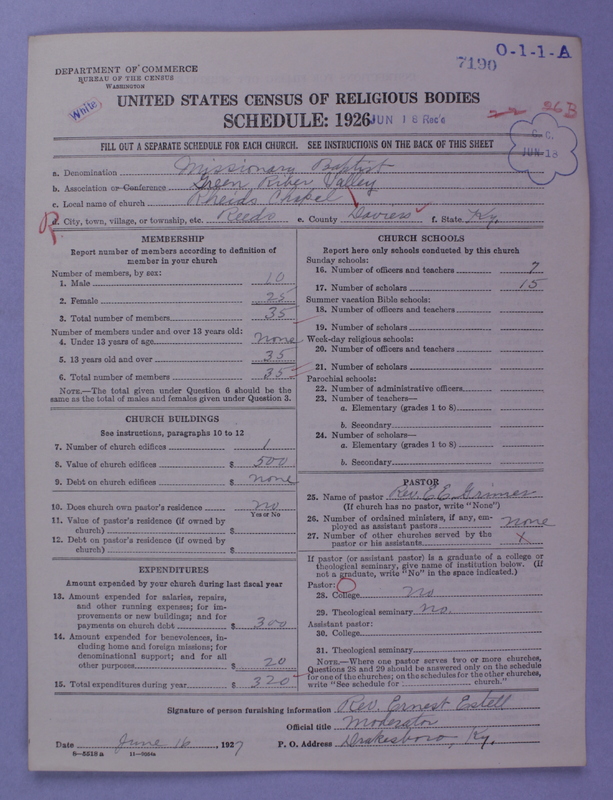 O-1-1-A
7190
DEPARTMENT OF COMMERCE
BUREAU OF THE CENSUS
WASHINGTON
White
UNITED STATES CENSUS OF RELIGIOUS BODIES
SCHEDULE: 1926
JUN 18 Rec'd
26B
C. C.
JUN 18
FILL OUT A SEPARATE SCHEDULE FOR EACH CHURCH. SEE INSTRUCTIONS ON THE BACK OF THIS SHEET
a. Denomination Missionary Baptist
b. Association or Conference Green River Valley
c. Local name of church Rheids Chapel
d. City, town, village, or township, etc. Reeds e. County Daviess f. State Ky.
R
MEMBERSHIP
Report number of members according to definition of
member in your church
Number of members, by sex:
1. Male 10
2. Female 25
3. Total number of members 35
Number of members under and over 13 years old:
4. Under 13 years of age none
5. 13 years old and over 35
6. Total number of members 35
NOTE.—The total given under Question 6 should be the
same as the total of males and females given under Question 3.
CHURCH BUILDINGS
See instructions, paragraphs 10 to 12
7. Number of church edifices 1
8. Value of church edifices $ 500
9. Debt on church edifices $ none
10. Does church own pastor's residence no
Yes or No
11. Value of pastor's residence (if owned by
church) $
12. Debt on pastor's residence (if owned by
church) $
EXPENDITURES
Amount expended by your church during last fiscal year
13. Amount expended for salaries, repairs,
and other running expenses; for im-
provements or new buildings; and for
payments on church debt $ 300
14. Amount expended for benevolences, in-
cluding home and foreign missions; for
denominational support; and for all
other purposes $ 20
15. Total expenditures during year $ 320
CHURCH SCHOOLS
Report here only schools conducted by this church
Sunday schools:
16. Number of officers and teachers 7
17. Number of scholars 15
Summer vacation Bible schools:
18. Number of officers and teachers
19. Number of scholars
Week-day religious schools:
20. Number of officers and teachers
21. Number of scholars
Parochial schools:
22. Number of administrative officers
23. Number of teachers—
a. Elementary (grades 1 to 8)
b. Secondary
24. Number of scholars—
a. Elementary (grades 1 to 8)
b. Secondary
PASTOR
25. Name of pastor Rev. E E Grimes
(If church has no pastor, write "None")
26. Number of ordained ministers, if any, em-
ployed as assistant pastors none
27. Number of other churches served by the
pastor or his assistants X
If pastor (or assistant pastor) is a graduate of a college or
theological seminary, give name of institution below. (If
not a graduate, write "No" in the space indicated.)
Pastor:
28. College no
29. Theological seminary no.
Assistant pastor:
30. College
31. Theological seminary
NOTE.—Where one pastor serves two or more churches,
Questions 28 and 29 should be answered only on the schedule
for one of the churches; on the schedules for the other churches,
write "See schedule for church."
Signature of person furnishing information Rev. Ernest Estell
Official title Moderator
Date June 16, 1927 P. O. Address Drakesboro, Ky.
8-5518 a